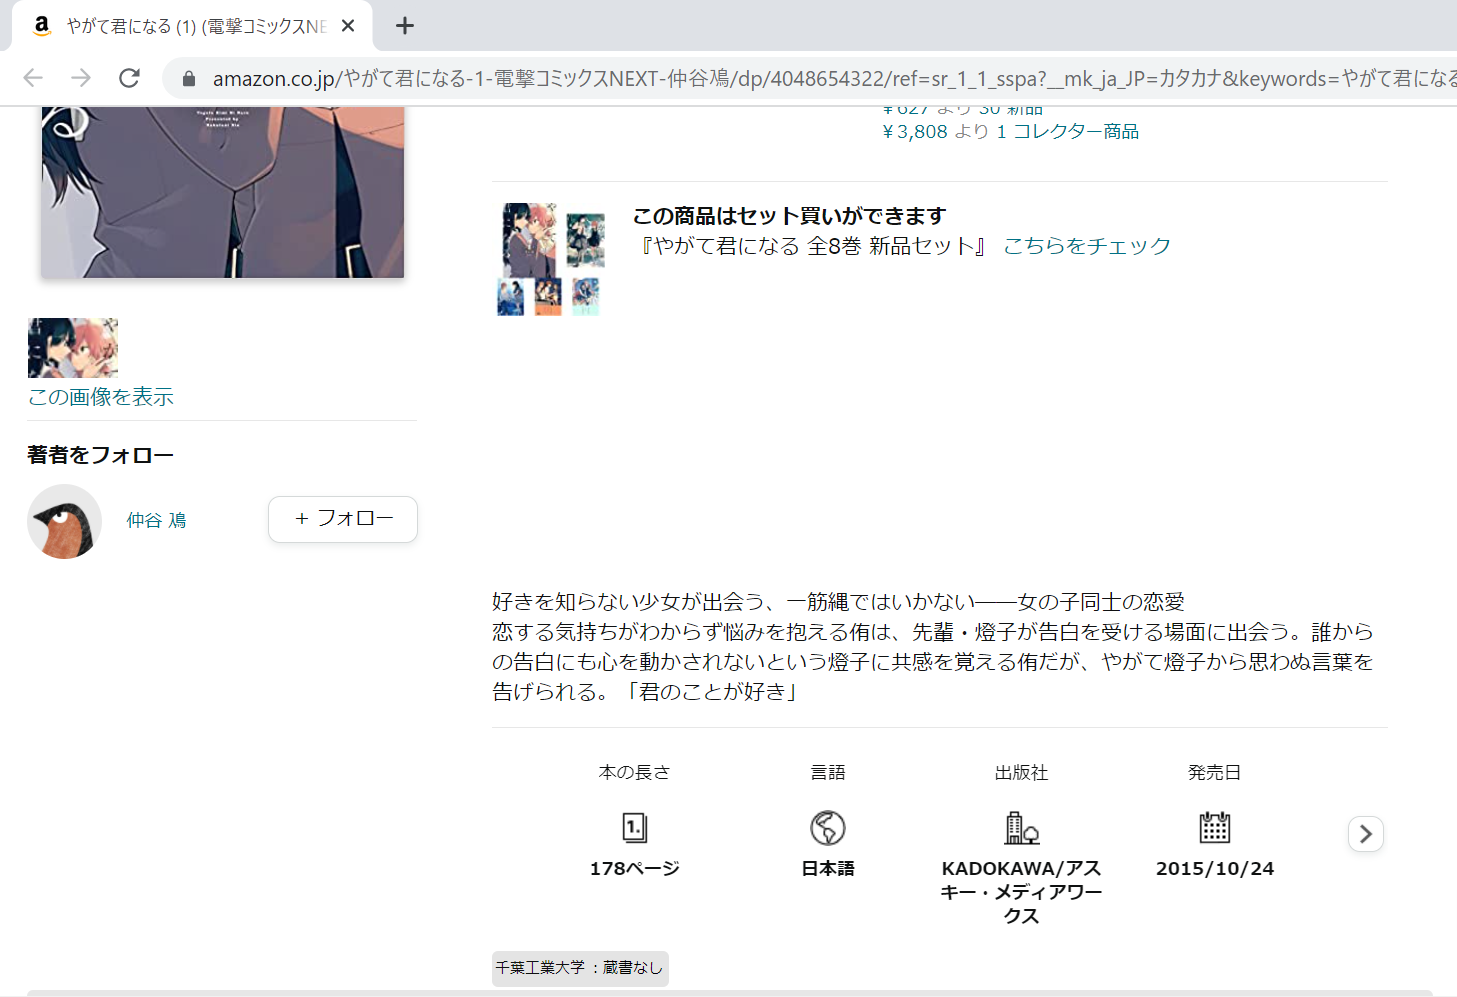 やがて君になる (1) (電撃コミックスNE
amazon.co.jp/やがて君になる-1-電撃コミックスNEXT-仲谷鳰/dp/4048654322/ref=sr_1_1_sspa?__mk_ja_JP=カタカナ&keywords=やがて君になる
¥627 より 30 新品
¥3,808 より 1 コレクター商品
この商品はセット買いができます
『やがて君になる 全8巻 新品セット』 こちらをチェック
この画像を表示
著者をフォロー
仲谷 鳰
+ フォロー
好きを知らない少女が出会う、一筋縄ではいかない――女の子同士の恋愛
恋する気持ちがわからず悩みを抱える侑は、先輩・燈子が告白を受ける場面に出会う。誰から
の告白にも心を動かされないという燈子に共感を覚える侑だが、やがて燈子から思わぬ言葉を
告げられる。「君のことが好き」
本の長さ
言語
出版社
発売日
1.
178ページ
日本語
KADOKAWA/アス
キー・メディアワー
クス
2015/10/24
千葉工業大学 : 蔵書なし